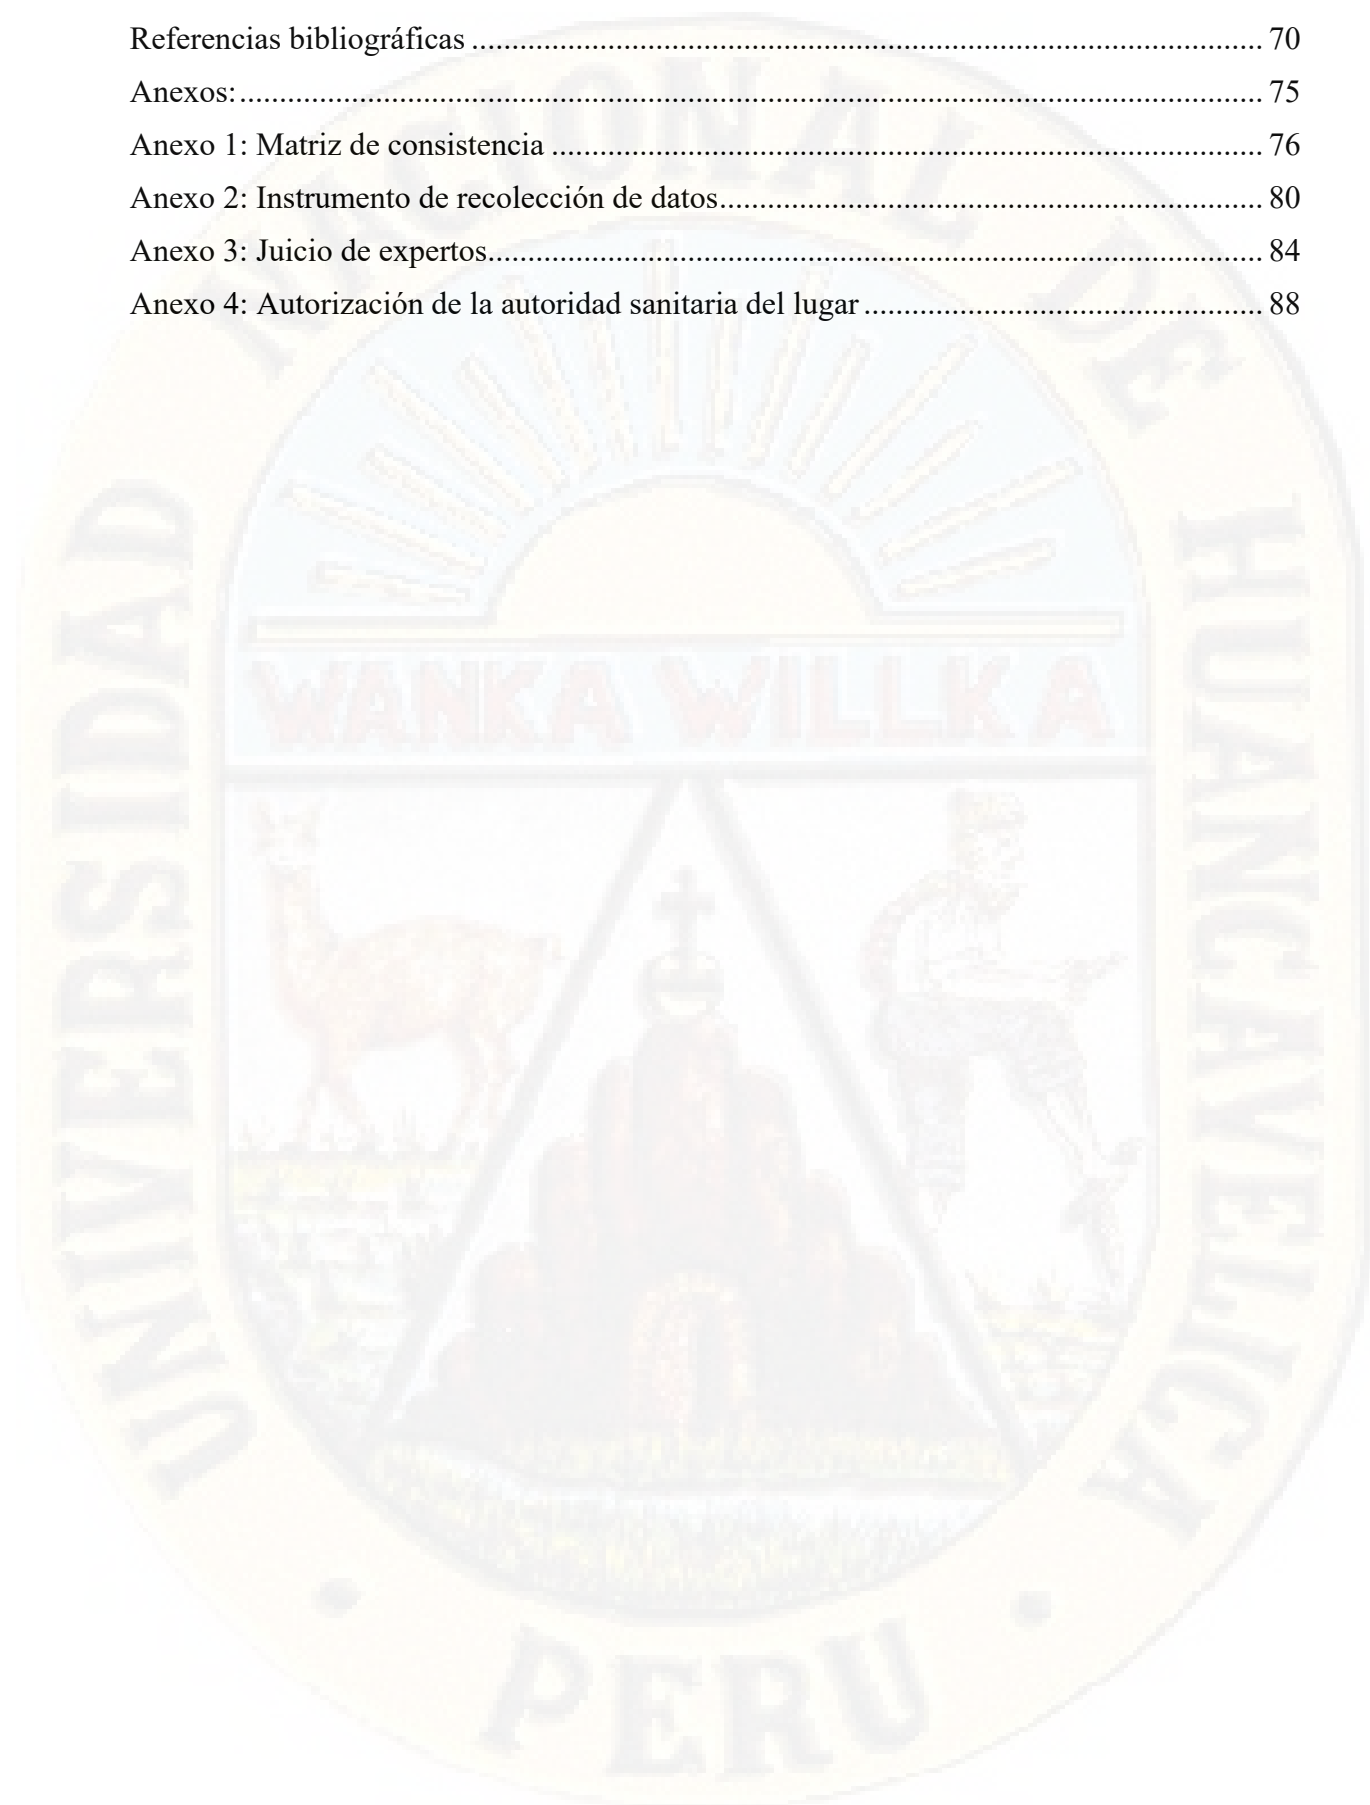 Referencias bibliográficas ........................................................................................................ 70
Anexos: ........................................................................................................ 75
Anexo 1: Matriz de consistencia ........................................................................................................ 76
Anexo 2: Instrumento de recolección de datos ........................................................................................................ 80
Anexo 3: Juicio de expertos ........................................................................................................ 84
Anexo 4: Autorización de la autoridad sanitaria del lugar ........................................................................................................ 88
UNIVERSIDAD NACIONAL DE HUANCAVELICA
WANKA WILLKA
• PERU •